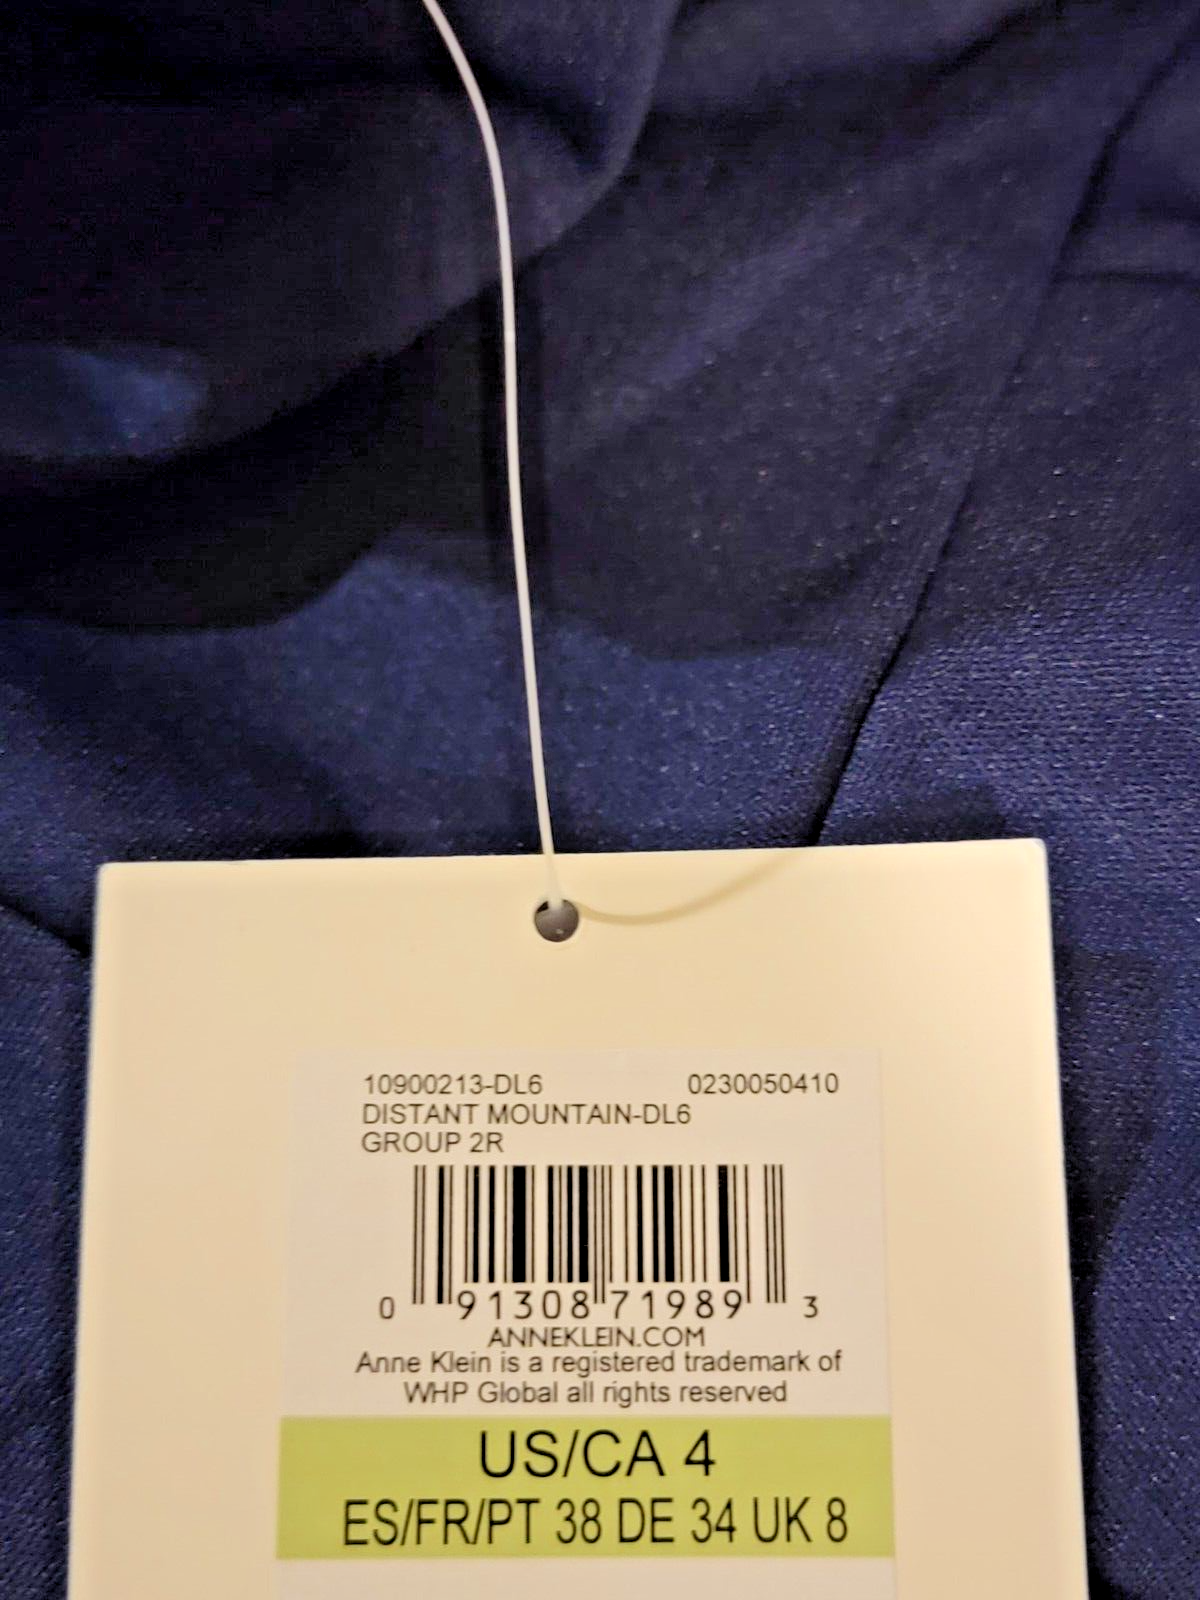 10900213-DL6 0230050410
DISTANT MOUNTAIN-DL6
GROUP 2R
0 91308 71989 3
ANNEKLEIN.COM
Anne Klein is a registered trademark of
WHP Global all rights reserved
US/CA 4
ES/FR/PT 38 DE 34 UK 8